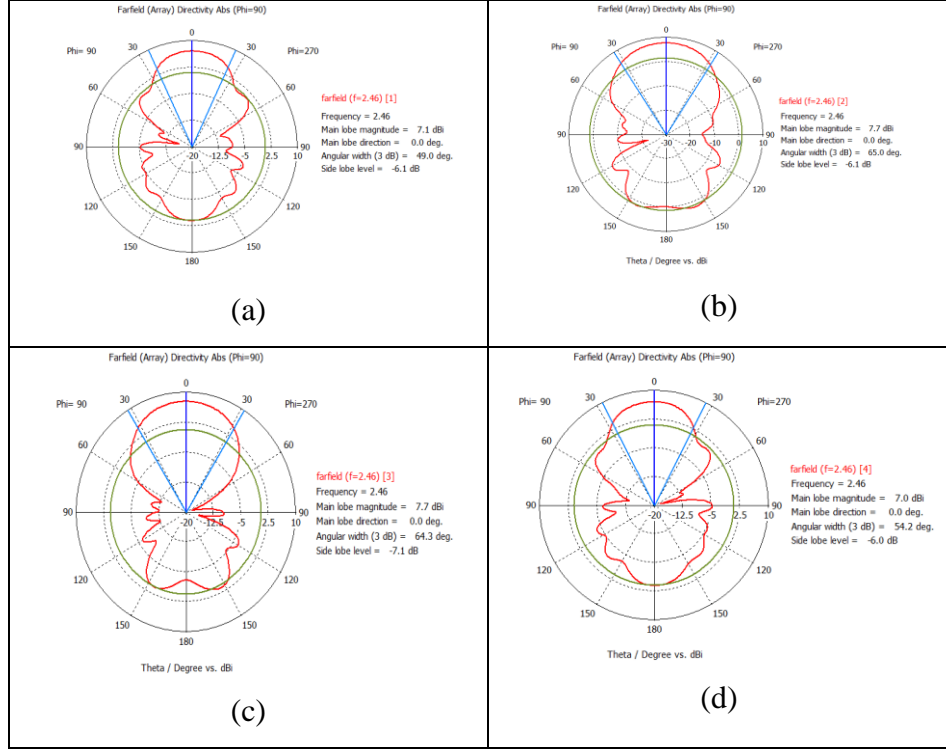 Farfield (Array) Directivity Abs (Phi=90)
0
Phi= 90 30 30 Phi=270
60 60
farfield (f=2.46) [1]
Frequency = 2.46
Main lobe magnitude = 7.1 dBi
Main lobe direction = 0.0 deg.
Angular width (3 dB) = 49.0 deg.
Side lobe level = -6.1 dB
90 -20 -12.5 -5 2.5 10 90
120 120
150 150
180
(a)
Farfield (Array) Directivity Abs (Phi=90)
0
Phi= 90 30 30 Phi=270
60 60
farfield (f=2.46) [2]
Frequency = 2.46
Main lobe magnitude = 7.7 dBi
Main lobe direction = 0.0 deg.
Angular width (3 dB) = 65.0 deg.
Side lobe level = -6.1 dB
90 -30 -20 -10 0 10 90
120 120
150 150
180
Theta / Degree vs. dBi
(b)
Farfield (Array) Directivity Abs (Phi=90)
0
Phi= 90 30 30 Phi=270
60 60
farfield (f=2.46) [3]
Frequency = 2.46
Main lobe magnitude = 7.7 dBi
Main lobe direction = 0.0 deg.
Angular width (3 dB) = 64.3 deg.
Side lobe level = -7.1 dB
90 -20 -12.5 -5 2.5 10 90
120 120
150 150
180
Theta / Degree vs. dBi
(c)
Farfield (Array) Directivity Abs (Phi=90)
0
Phi= 90 30 30 Phi=270
60 60
farfield (f=2.46) [4]
Frequency = 2.46
Main lobe magnitude = 7.0 dBi
Main lobe direction = 0.0 deg.
Angular width (3 dB) = 54.2 deg.
Side lobe level = -6.0 dB
90 -20 -12.5 -5 2.5 10 90
120 120
150 150
180
Theta / Degree vs. dBi
(d)